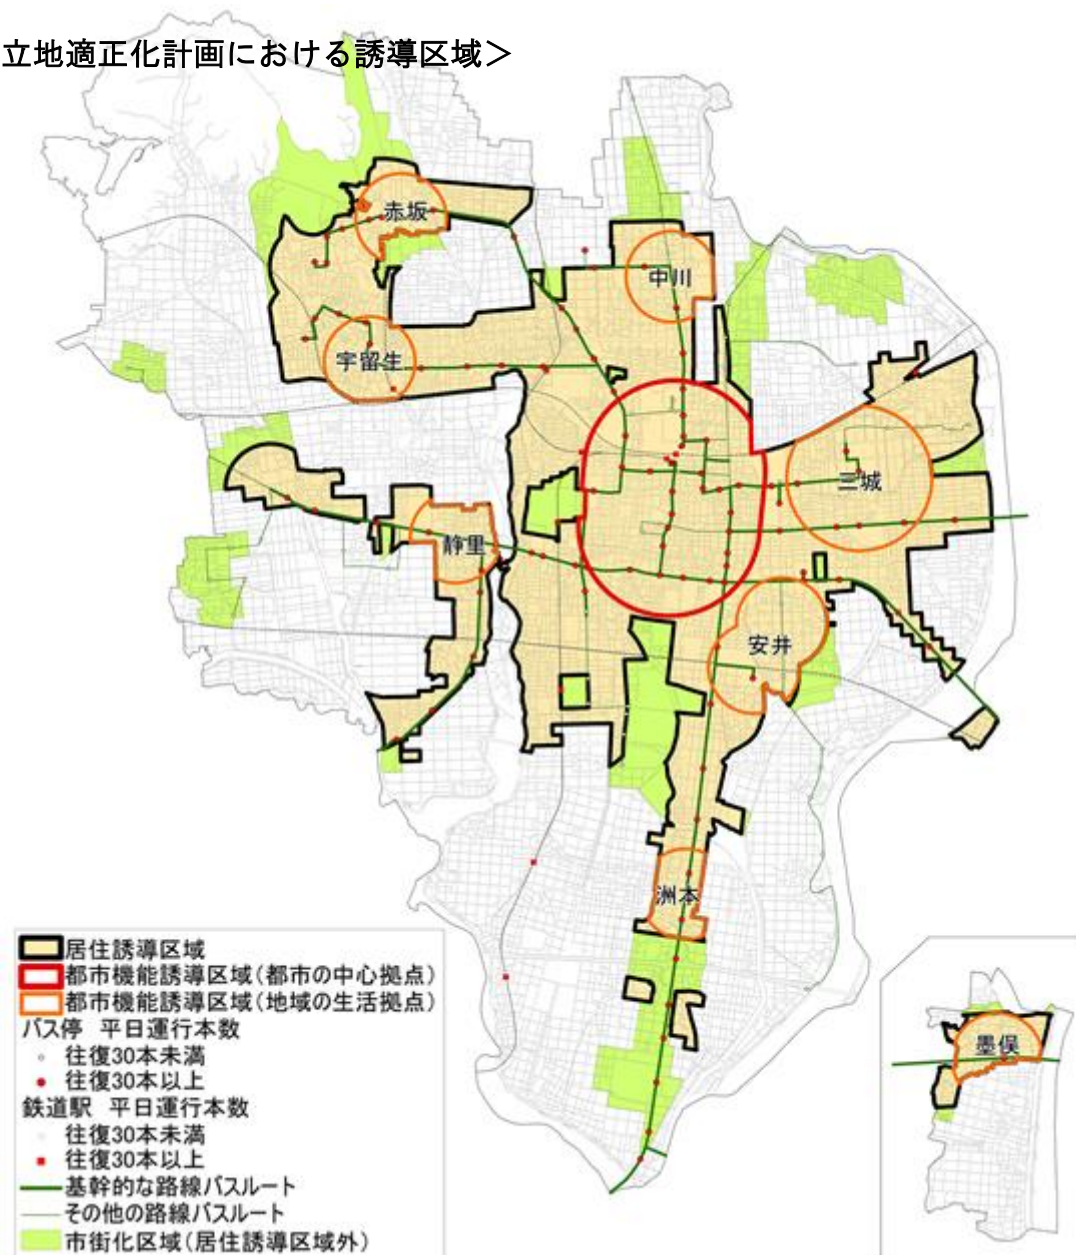 立地適正化計画における誘導区域＞
赤坂
中川
宇留生
三城
静里
安井
洲本
墨俣
居住誘導区域
都市機能誘導区域(都市の中心拠点)
都市機能誘導区域(地域の生活拠点)
バス停 平日運行本数
往復30本未満
往復30本以上
鉄道駅 平日運行本数
往復30本未満
往復30本以上
基幹的な路線バスルート
その他の路線バスルート
市街化区域(居住誘導区域外)